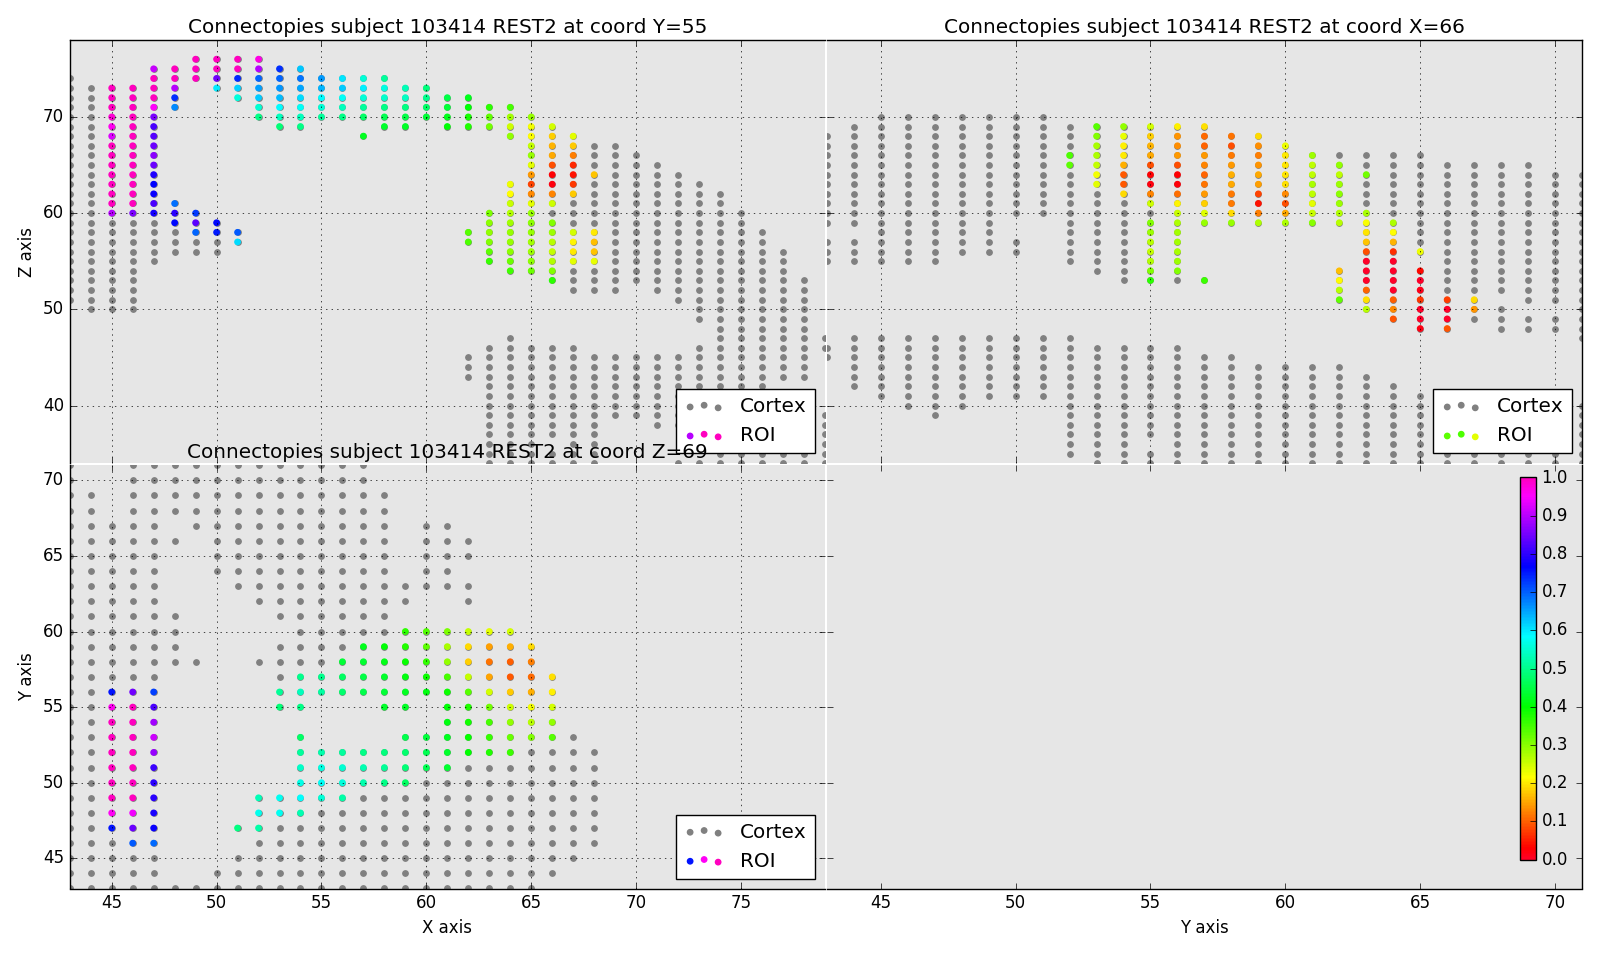 Connectopies subject 103414 REST2 at coord Y=55
Connectopies subject 103414 REST2 at coord X=66
70
60
50
40
Z axis
Cortex
ROI
Cortex
ROI
Connectopies subject 103414 REST2 at coord Z=69
70
65
60
55
50
45
Y axis
Cortex
ROI
1.0
0.9
0.8
0.7
0.6
0.5
0.4
0.3
0.2
0.1
0.0
45 50 55 60 65 70 75
X axis
45 50 55 60 65 70
Y axis